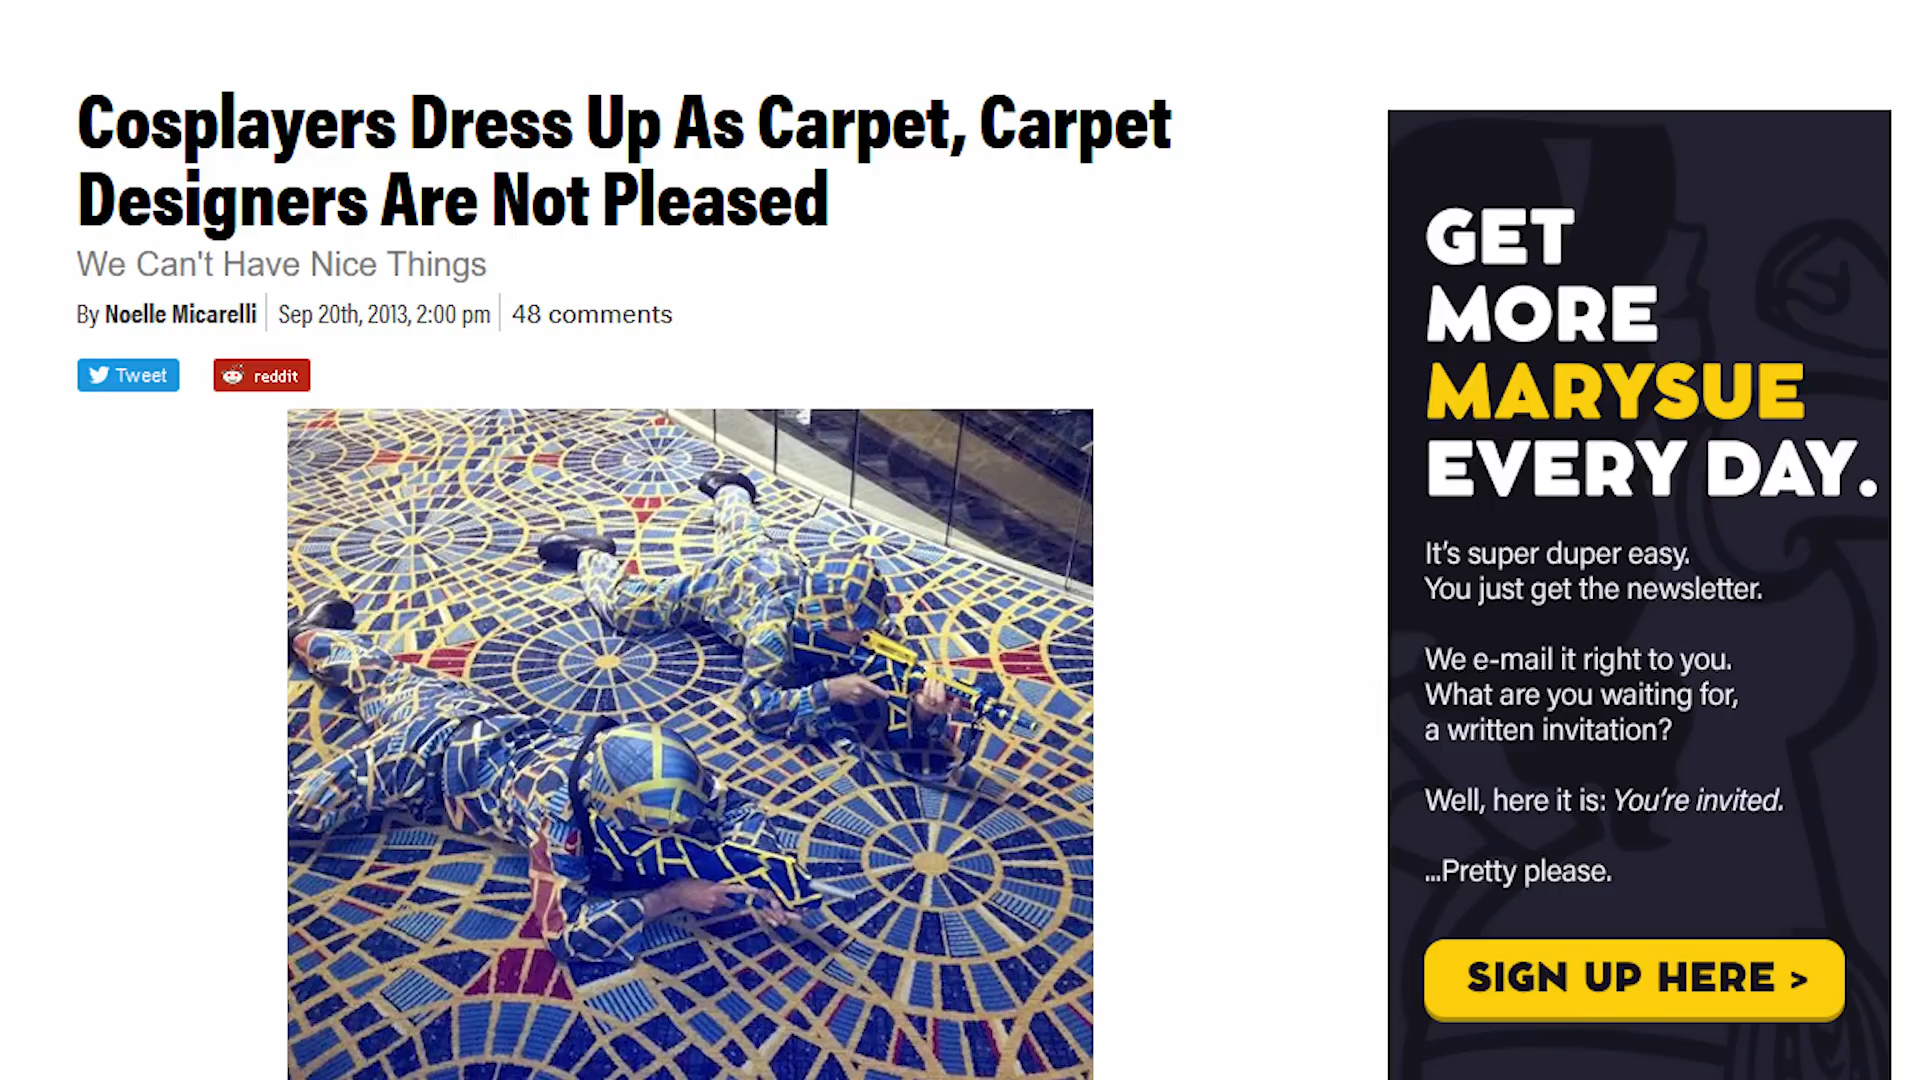 Cosplayers Dress Up As Carpet, Carpet
Designers Are Not Pleased
We Can't Have Nice Things
By Noelle Micarelli Sep 20th, 2013, 2:00 pm 48 comments
Tweet reddit
GET
MORE
MARYSUE
EVERY DAY.
It's super duper easy.
You just get the newsletter.
We e-mail it right to you.
What are you waiting for,
a written invitation?
Well, here it is: You're invited.
...Pretty please.
SIGN UP HERE >